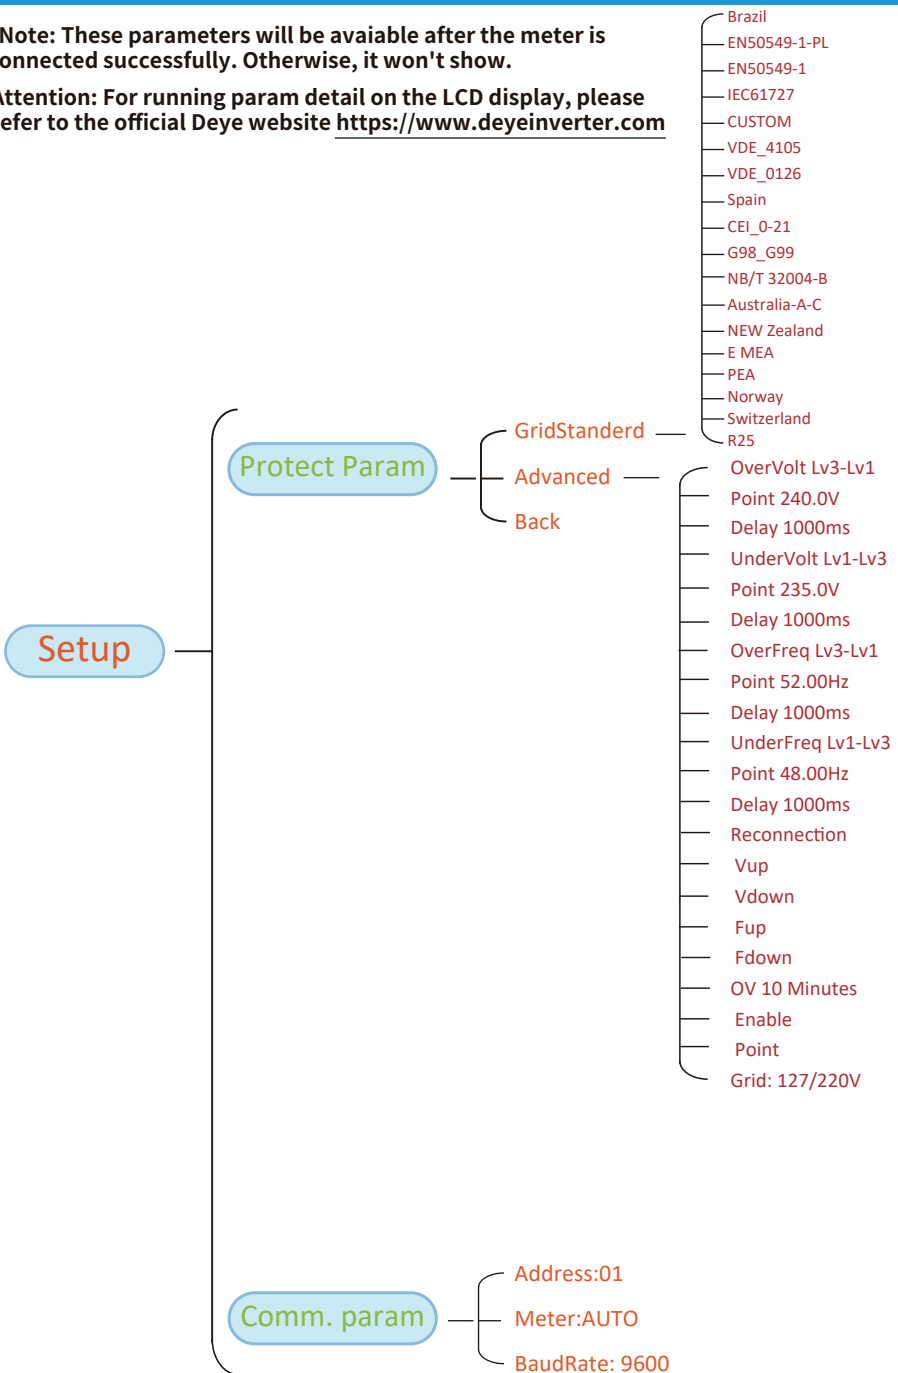 Note: These parameters will be avaiable after the meter is
onnected successfully. Otherwise, it won't show.
Attention: For running param detail on the LCD display, please
efer to the official Deye website https://www.deyeinverter.com
Brazil
EN50549-1-PL
EN50549-1
IEC61727
CUSTOM
VDE_4105
VDE_0126
Spain
CEI_0-21
G98_G99
NB/T 32004-B
Australia-A-C
NEW Zealand
E MEA
PEA
Norway
Switzerland
R25
Setup
Protect Param
GridStanderd
Advanced
Back
OverVolt Lv3-Lv1
Point 240.0V
Delay 1000ms
UnderVolt Lv1-Lv3
Point 235.0V
Delay 1000ms
OverFreq Lv3-Lv1
Point 52.00Hz
Delay 1000ms
UnderFreq Lv1-Lv3
Point 48.00Hz
Delay 1000ms
Reconnection
Vup
Vdown
Fup
Fdown
OV 10 Minutes
Enable
Point
Grid: 127/220V
Comm. param
Address:01
Meter:AUTO
BaudRate: 9600